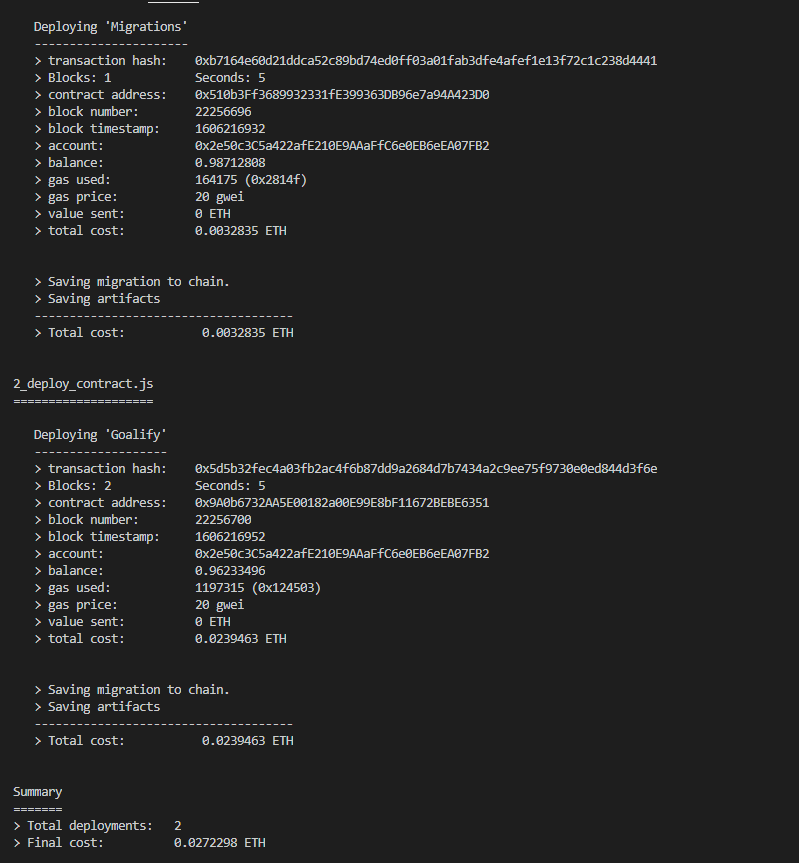 Deploying 'Migrations'
----------------------
> transaction hash:    0xb7164e60d21ddca52c89bd74ed0ff03a01fab3dfe4afef1e13f72c1c238d4441
> Blocks: 1            Seconds: 5
> contract address:    0x510b3Ff3689932331fE399363DB96e7a94A423D0
> block number:        22256696
> block timestamp:     1606216932
> account:             0x2e50c3C5a422afE210E9AAaFfC6e0EB6eEA07FB2
> balance:             0.98712808
> gas used:            164175 (0x2814f)
> gas price:           20 gwei
> value sent:          0 ETH
> total cost:          0.0032835 ETH
> Saving migration to chain.
> Saving artifacts
-------------------------------------
> Total cost:           0.0032835 ETH
2_deploy_contract.js
====================
Deploying 'Goalify'
-------------------
> transaction hash:    0x5d5b32fec4a03fb2ac4f6b87dd9a2684d7b7434a2c9ee75f9730e0ed844d3f6e
> Blocks: 2            Seconds: 5
> contract address:    0x9A0b6732AA5E00182a00E99E8bF11672BEBE6351
> block number:        22256700
> block timestamp:     1606216952
> account:             0x2e50c3C5a422afE210E9AAaFfC6e0EB6eEA07FB2
> balance:             0.96233496
> gas used:            1197315 (0x124503)
> gas price:           20 gwei
> value sent:          0 ETH
> total cost:          0.0239463 ETH
> Saving migration to chain.
> Saving artifacts
-------------------------------------
> Total cost:           0.0239463 ETH
Summary
=======
> Total deployments:   2
> Final cost:          0.0272298 ETH